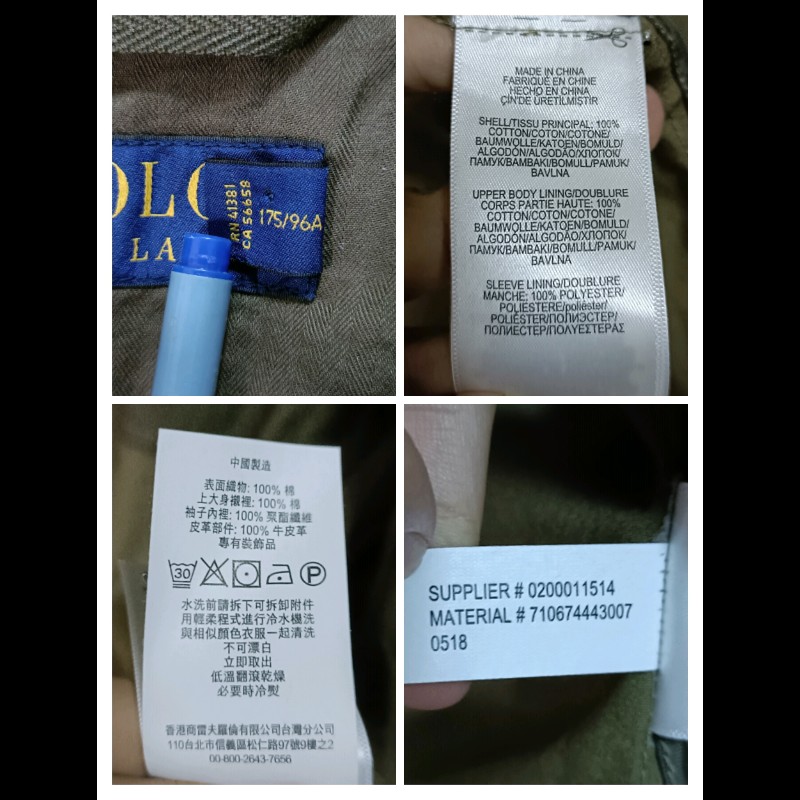 OLO
LA
RN 41381
CA 56658
175/96A
MADE IN CHINA
FABRIQUÉ EN CHINE
HECHO EN CHINA
ÇIN'DE ÜRETİLMİŞTİR
SHELL/TISSU PRINCIPAL; 100%
COTTON/COTON/COTONE/
BAUMWOLLE/KATOEN/BOMULD/
ALGODÓN/ALGODÃO/ХЛОПОК/
ПАМУК/ΒΑΜΒΑΚΙ/BOMULL/PAMUK/
BAVLNA
UPPER BODY LINING/DOUBLURE
CORPS PARTIE HAUTE: 100%
COTTON/COTON/COTONE/
BAUMWOLLE/KATOEN/BOMULD/
ALGODÓN/ALGODÃO/ХЛОПОК/
ПАМУК/ΒΑΜΒΑΚΙ/BOMULL/PAMUK/
BAVLNA
SLEEVE LINING/DOUBLURE
MANCHE; 100% POLYESTER/
POLIESTERE/poliéster/
POLIÉSTER/ПОЛИЭСТЕР/
ПОЛИЕСТЕР/ΠΟΛΥΕΣΤΕΡΑΣ
中國製造
表面織物: 100% 棉
上大身襯裡: 100% 棉
袖子內裡: 100% 聚酯纖維
皮革部件: 100% 牛皮革
專有裝飾品
30
P
水洗前請拆下可拆卸附件
用輕柔程式進行冷水機洗
與相似顏色衣服一起清洗
不可漂白
立即取出
低溫翻滾乾燥
必要時冷熨
香港商雷夫羅倫有限公司台灣分公司
110台北市信義區松仁路97號9樓之2
00-800-2643-7656
SUPPLIER # 0200011514
MATERIAL # 710674443007
0518